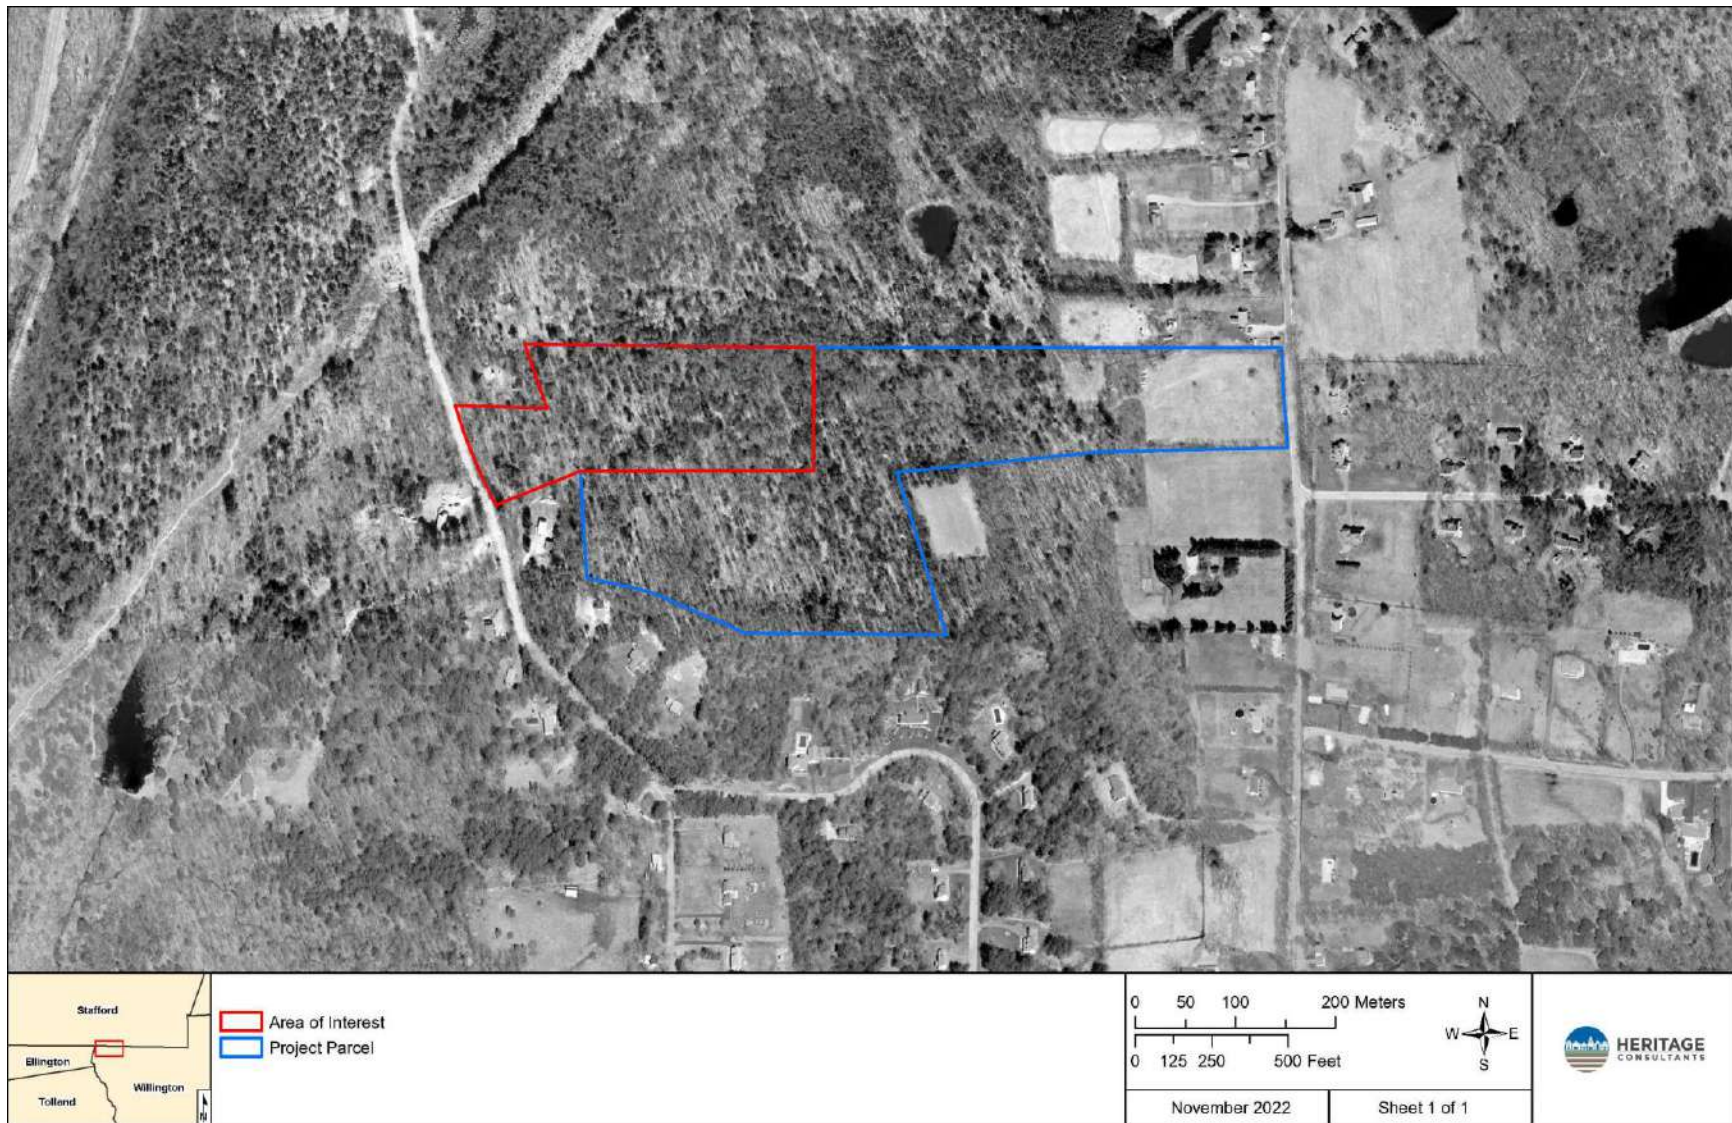 Stafford
Ellington
Willington
Tolland
N
Area of Interest
Project Parcel
0 50 100 200 Meters
0 125 250 500 Feet
N
W E
S
November 2022
Sheet 1 of 1
HERITAGE
CONSULTANTS